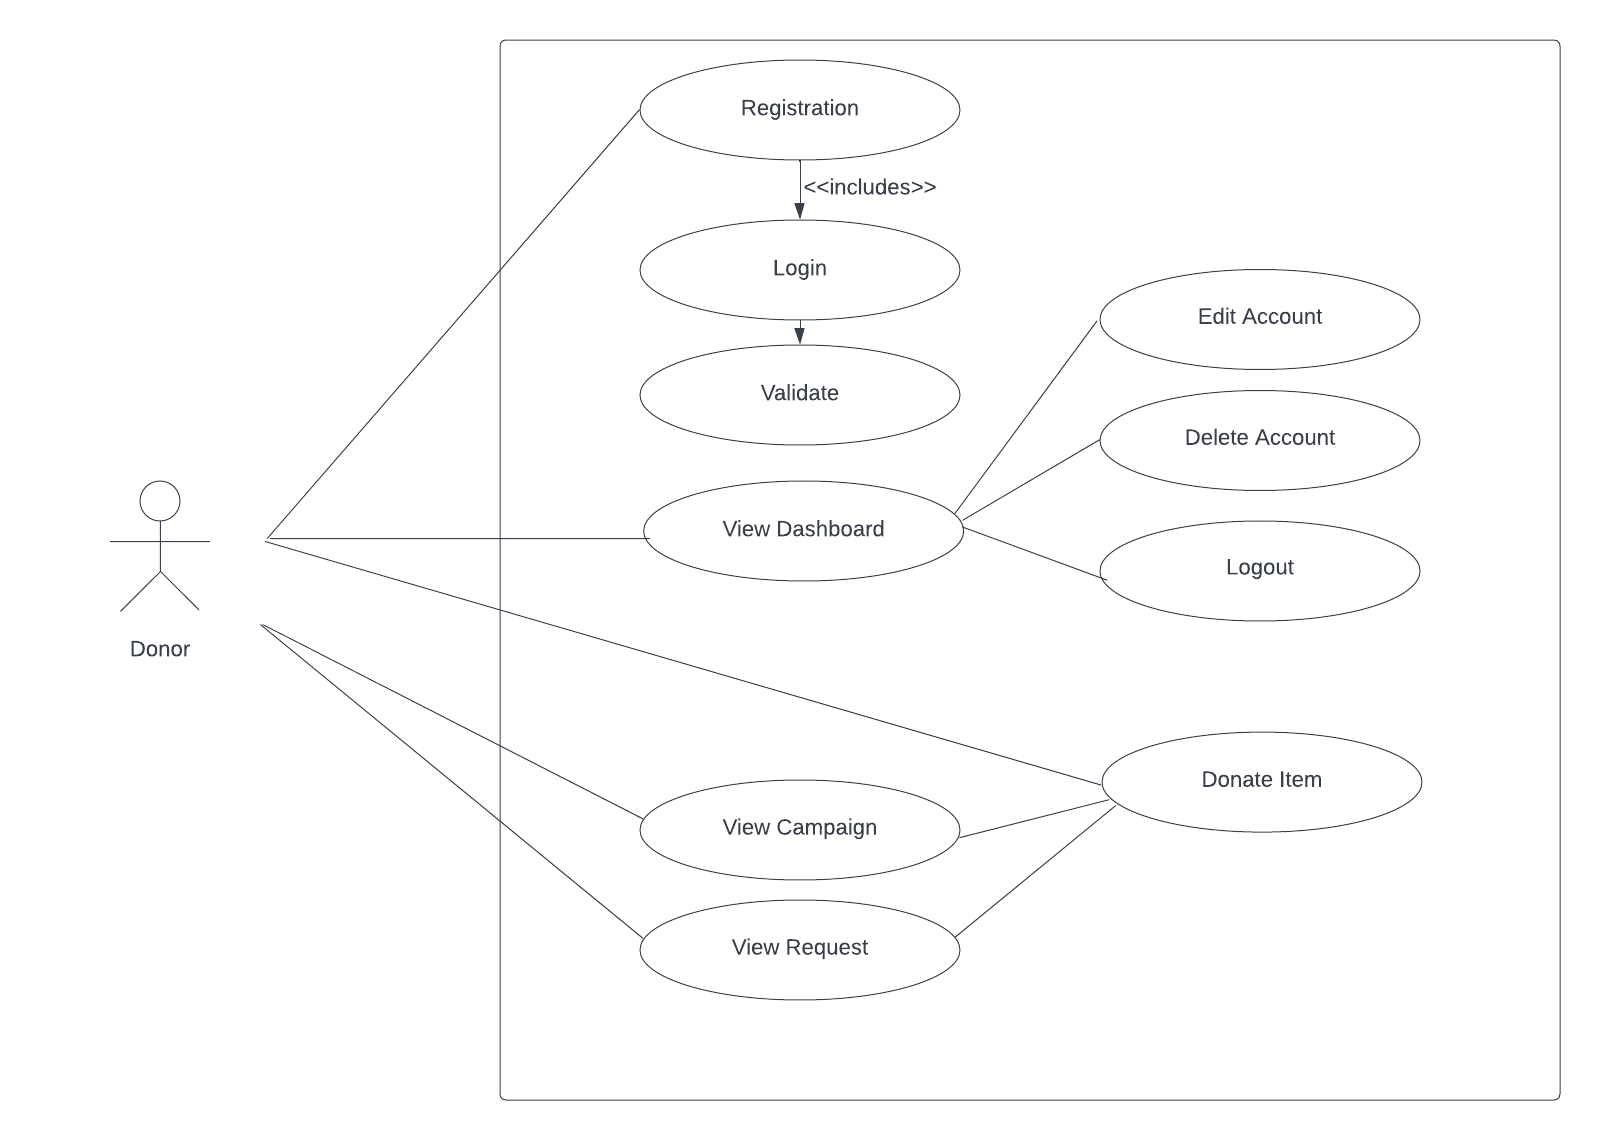 Registration
<<includes>>
Login
Validate
View Dashboard
Edit Account
Delete Account
Logout
Donor
Donate Item
View Campaign
View Request